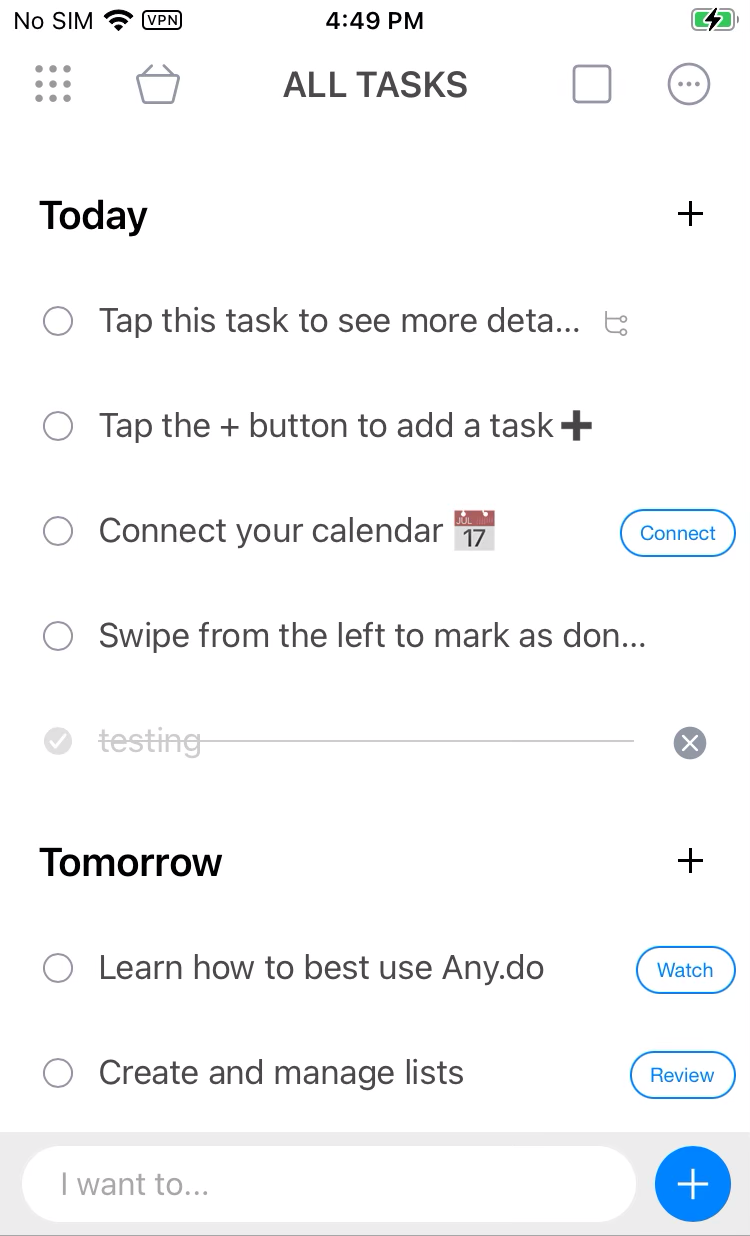 No SIM VPN 4:49 PM
ALL TASKS
Today +
Tap this task to see more deta...
Tap the + button to add a task ➕
Connect your calendar JUL 17 Connect
Swipe from the left to mark as don...
testing
Tomorrow +
Learn how to best use Any.do Watch
Create and manage lists Review
I want to... +